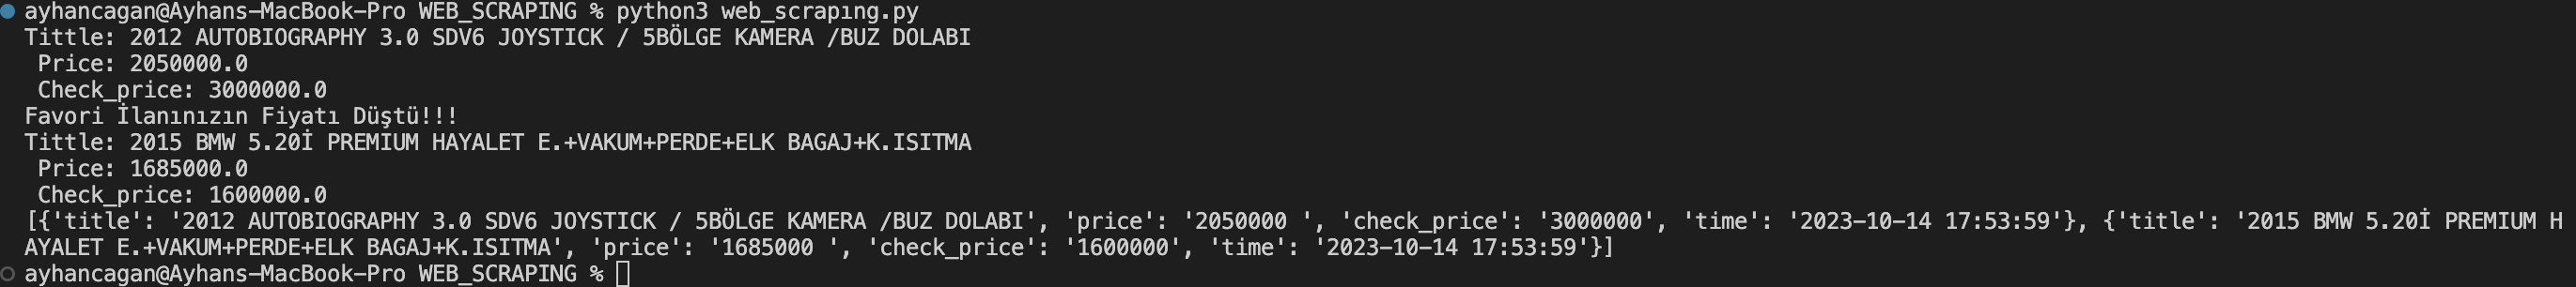 ayhancagan@Ayhans-MacBook-Pro WEB_SCRAPING % python3 web_scrapıng.py
Tittle: 2012 AUTOBIOGRAPHY 3.0 SDV6 JOYSTICK / 5BÖLGE KAMERA /BUZ DOLABI
Price: 2050000.0
Check_price: 3000000.0
Favori İlanınızın Fiyatı Düştü!!!
Tittle: 2015 BMW 5.20İ PREMIUM HAYALET E.+VAKUM+PERDE+ELK BAGAJ+K.ISITMA
Price: 1685000.0
Check_price: 1600000.0
[{'title': '2012 AUTOBIOGRAPHY 3.0 SDV6 JOYSTICK / 5BÖLGE KAMERA /BUZ DOLABI', 'price': '2050000 ', 'check_price': '3000000', 'time': '2023-10-14 17:53:59'}, {'title': '2015 BMW 5.20İ PREMIUM H
AYALET E.+VAKUM+PERDE+ELK BAGAJ+K.ISITMA', 'price': '1685000 ', 'check_price': '1600000', 'time': '2023-10-14 17:53:59'}]
ayhancagan@Ayhans-MacBook-Pro WEB_SCRAPING %